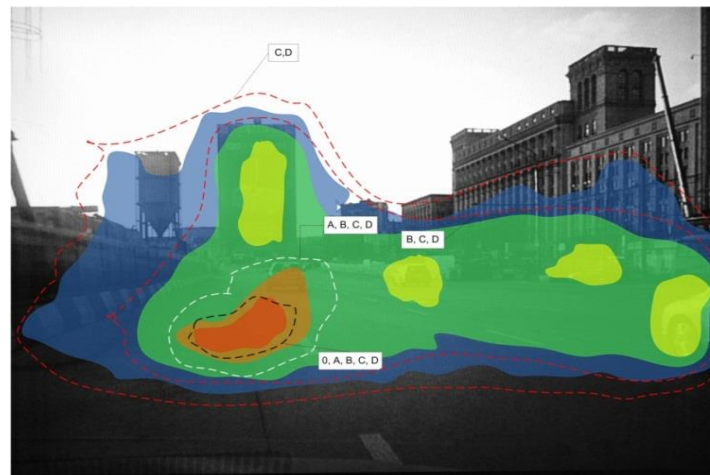 C,D
A, B, C, D
B, C, D
0, A, B, C, D